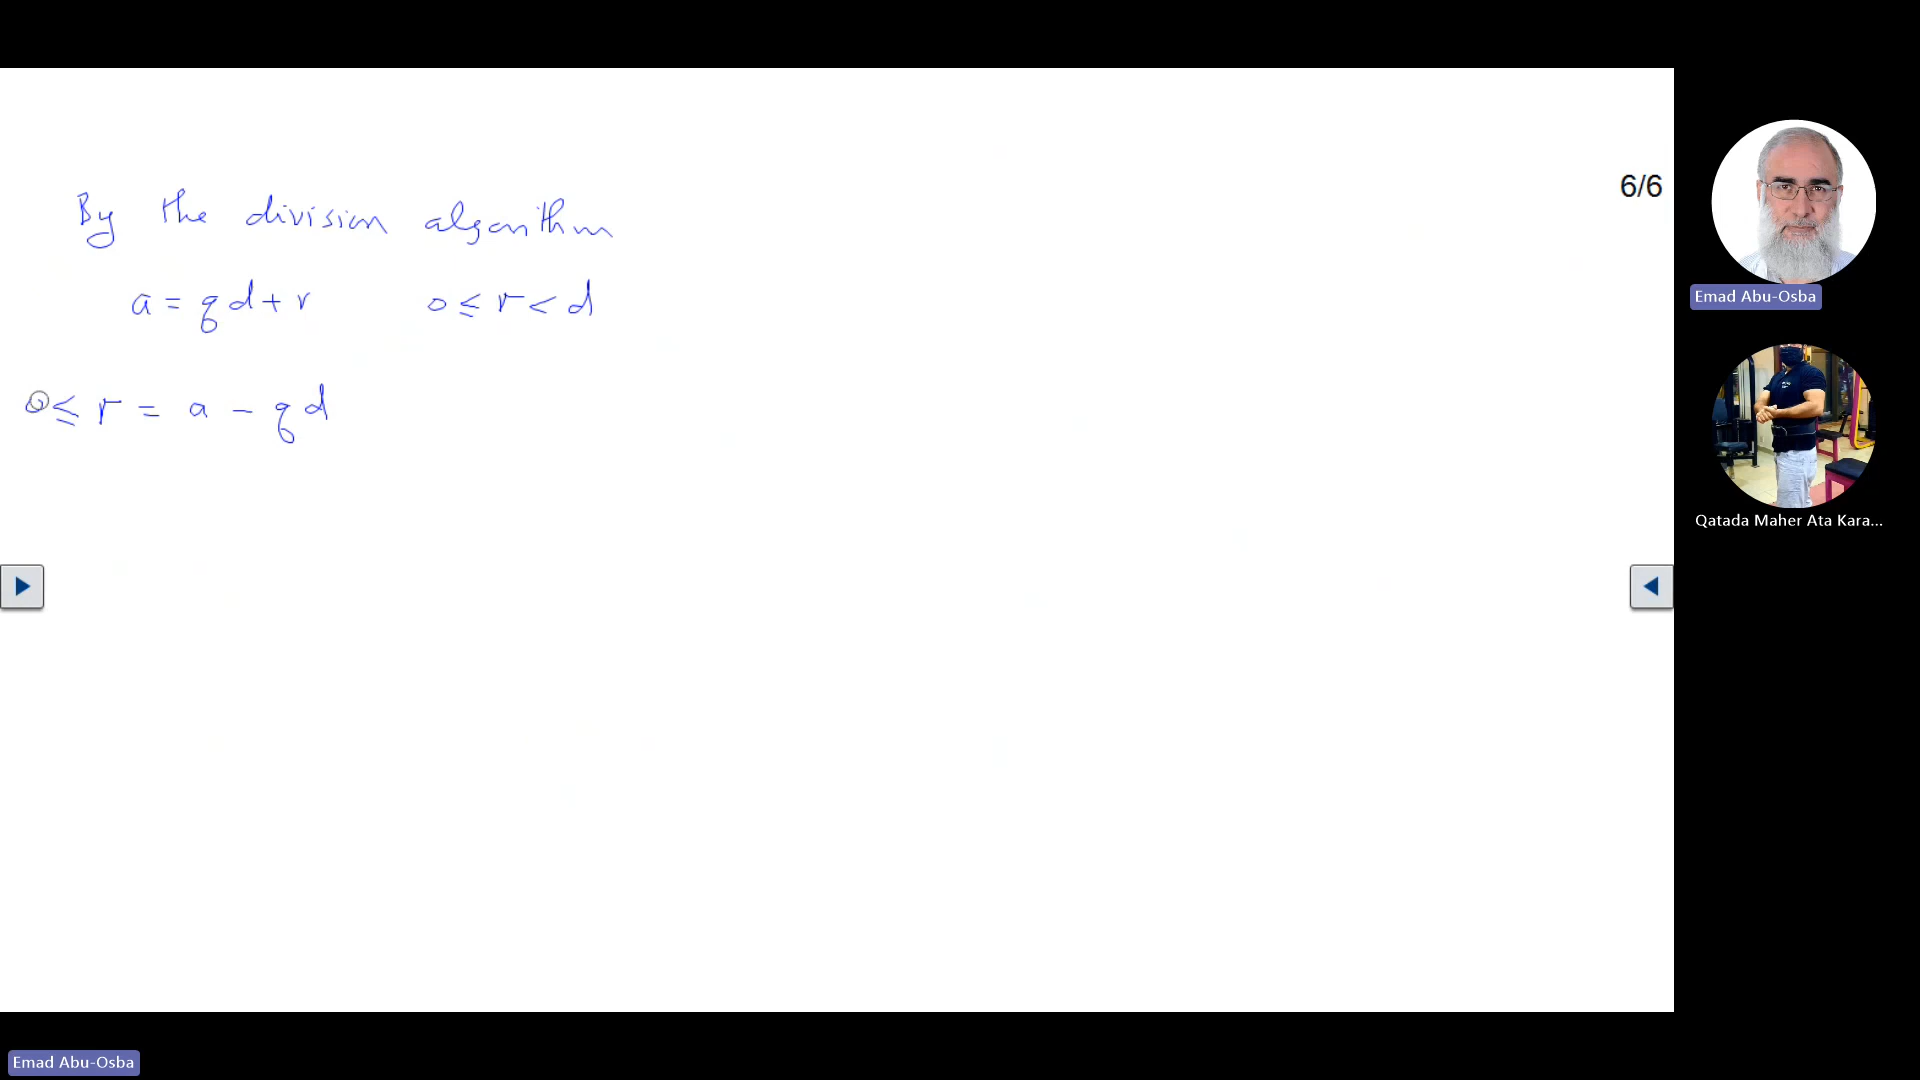 6/6
By the division algorithm
a = qd + r 0 ≤ r < d
0 ≤ r = a - qd
Emad Abu-Osba
Qatada Maher Ata Kara...
Emad Abu-Osba